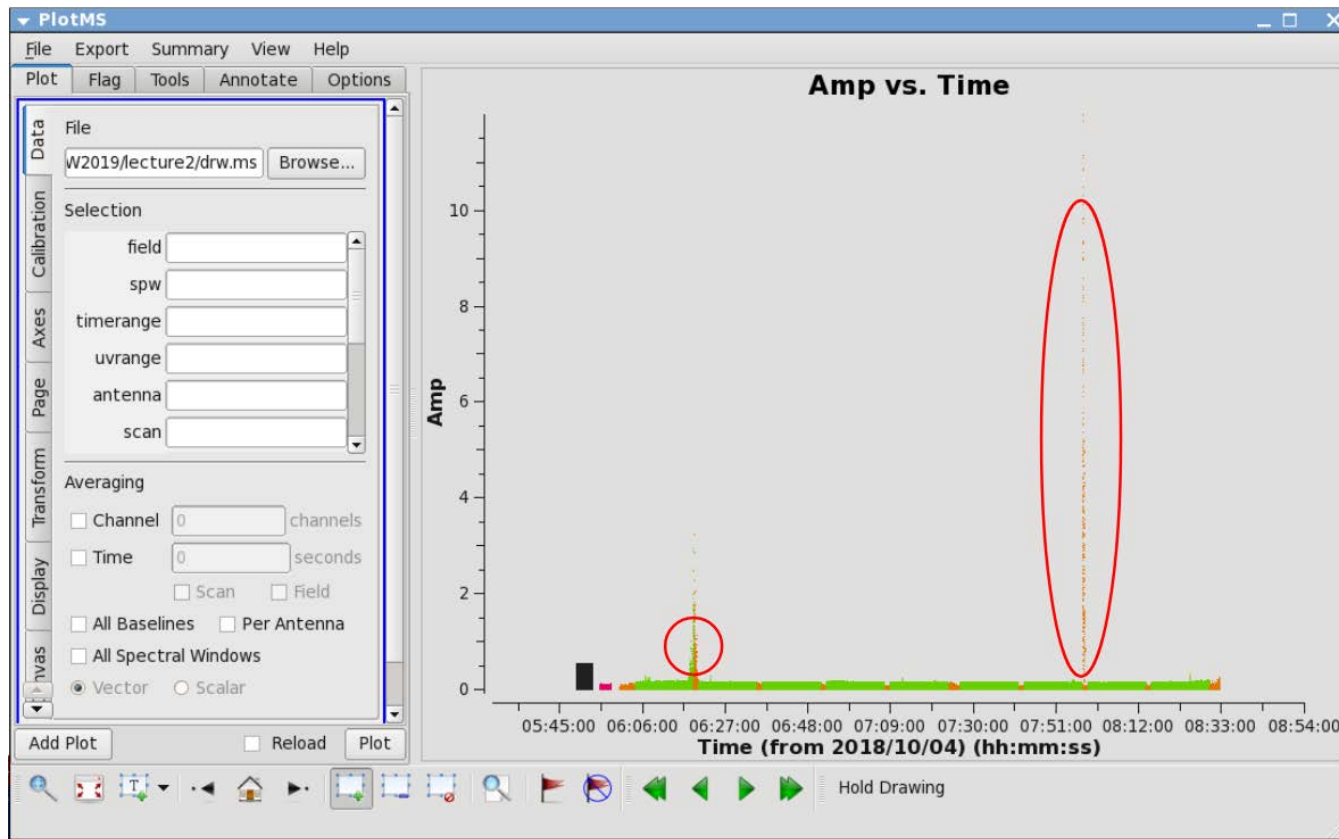 PlotMS
File Export Summary View Help
Plot Flag Tools Annotate Options
Data
Calibration
Axes
Page
Transform
Display
nvas
File
W2019/lecture2/drw.ms Browse...
Selection
field
spw
timerange
uvrange
antenna
scan
Averaging
Channel 0 channels
Time 0 seconds
Scan Field
All Baselines Per Antenna
All Spectral Windows
Vector Scalar
Add Plot Reload Plot
Amp vs. Time
Amp
10
8
6
4
2
0
05:45:00 06:06:00 06:27:00 06:48:00 07:09:00 07:30:00 07:51:00 08:12:00 08:33:00 08:54:00
Time (from 2018/10/04) (hh:mm:ss)
T Hold Drawing